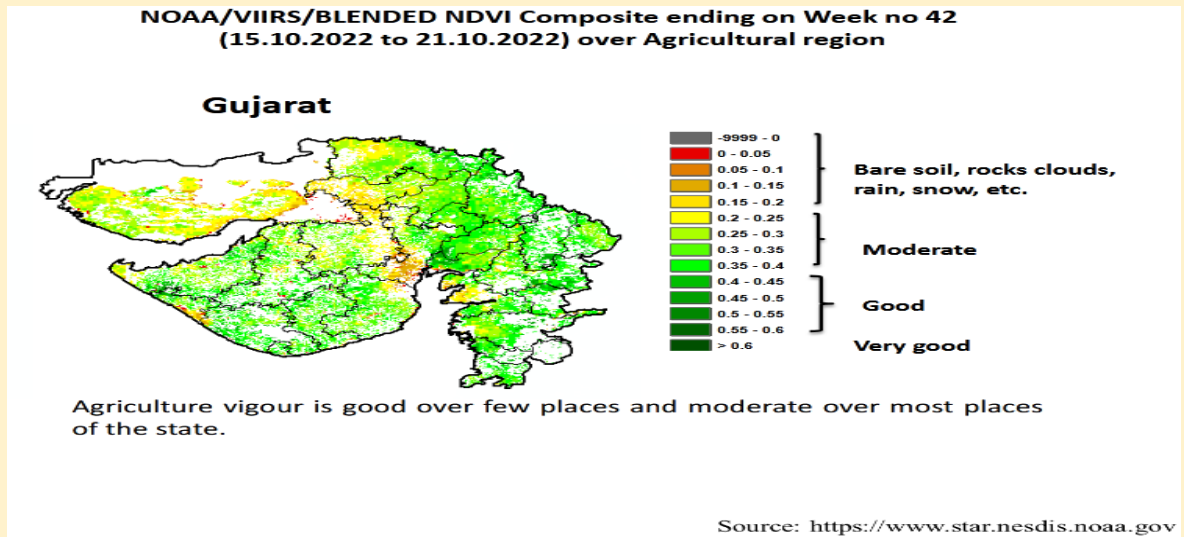 NOAA/VIIRS/BLENDED NDVI Composite ending on Week no 42
(15.10.2022 to 21.10.2022) over Agricultural region
Gujarat
-9999 - 0
0 - 0.05
0.05 - 0.1
0.1 - 0.15
0.15 - 0.2
0.2 - 0.25
0.25 - 0.3
0.3 - 0.35
0.35 - 0.4
0.4 - 0.45
0.45 - 0.5
0.5 - 0.55
0.55 - 0.6
> 0.6
Bare soil, rocks clouds,
rain, snow, etc.
Moderate
Good
Very good
Agriculture vigour is good over few places and moderate over most places
of the state.
Source: https://www.star.nesdis.noaa.gov